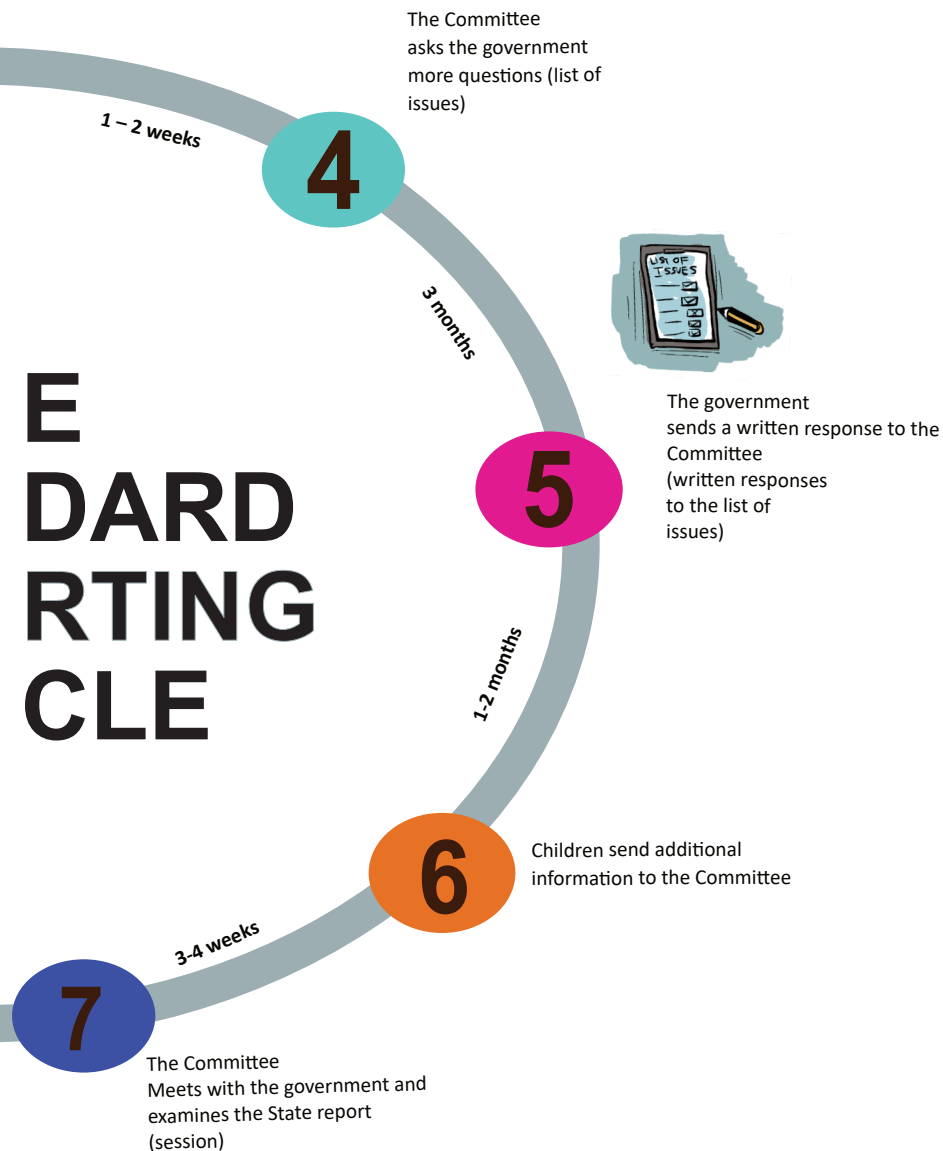 The Committee
asks the government
more questions (list of
issues)
1 – 2 weeks
4
3 months
LIST OF
ISSUES
The government
sends a written response to the
Committee
(written responses
to the list of
issues)
5
E
DARD
RTING
CLE
1-2 months
6
Children send additional
information to the Committee
3-4 weeks
7
The Committee
Meets with the government and
examines the State report
(session)